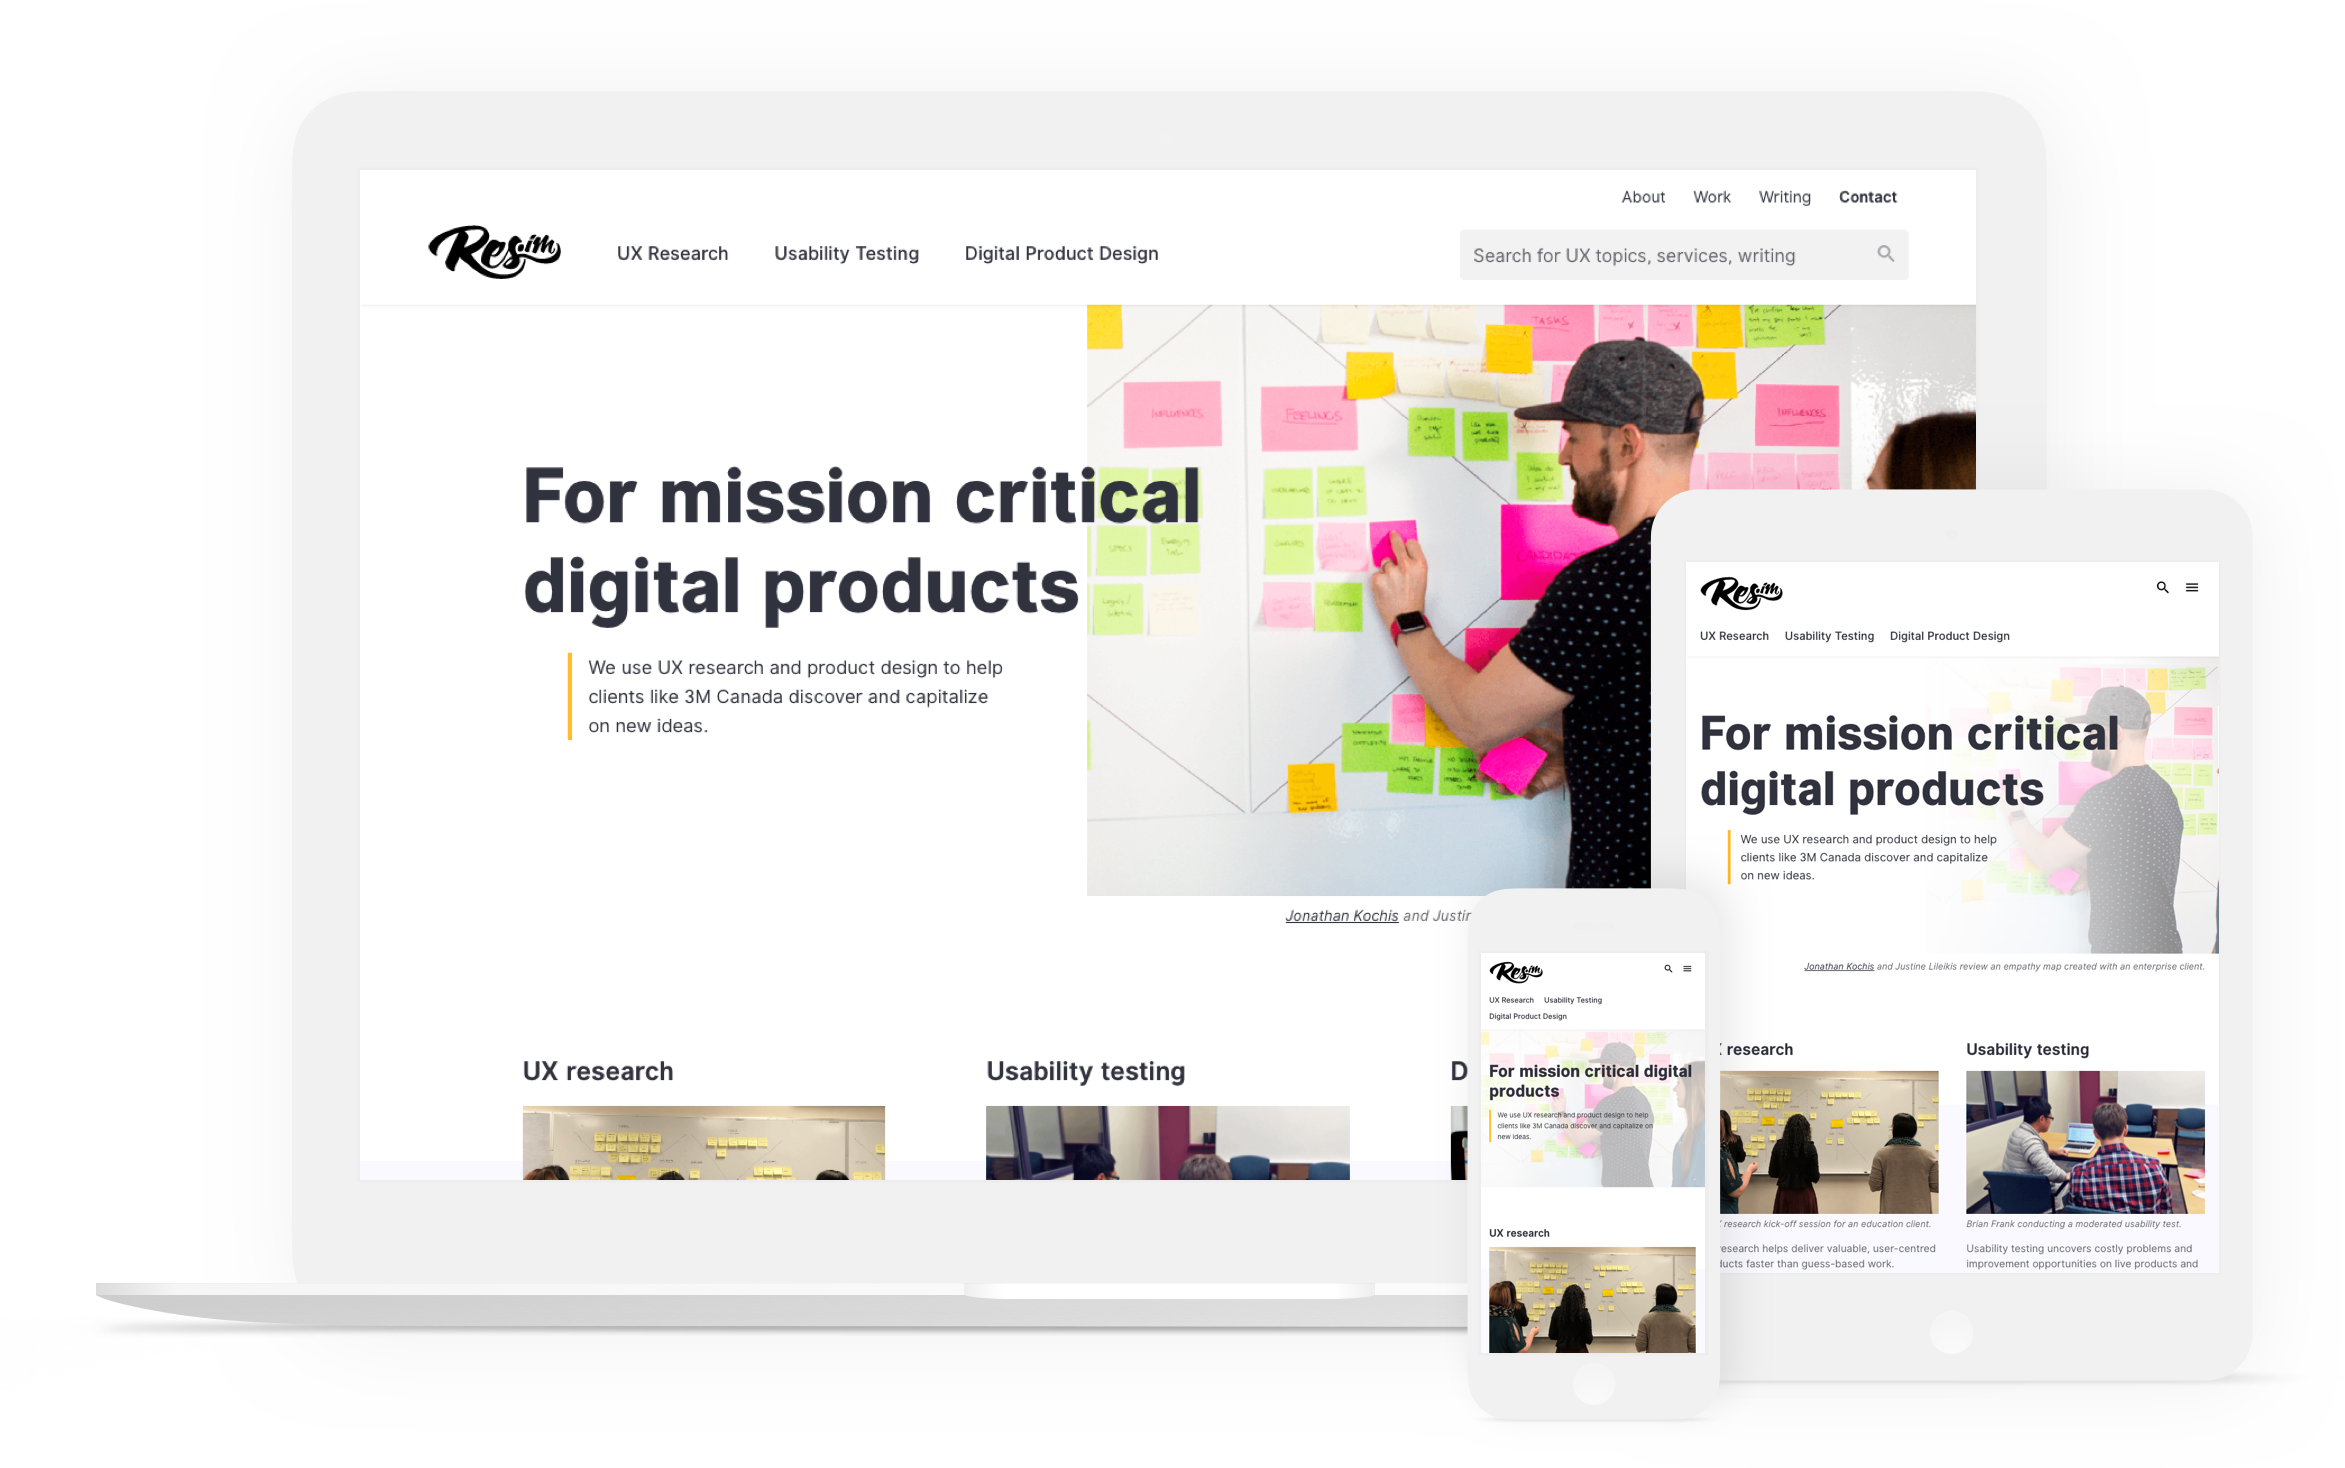 About Work Writing Contact
Res.im
UX Research Usability Testing Digital Product Design
Search for UX topics, services, writing
TASKS
INFLUENCES
FEELINGS
INFLUENCES
For mission critical
digital products
We use UX research and product design to help
clients like 3M Canada discover and capitalize
on new ideas.
Jonathan Kochis and
UX research
Usability testing
D
Res.im
UX Research Usability Testing Digital Product Design
For mission critical
digital products
We use UX research and product design to help
clients like 3M Canada discover and capitalize
on new ideas.
Jonathan Kochis and Justine Lileikis review an empathy map created with an enterprise client.
research
Usability testing
research kick-off session for an education client.
Brian Frank conducting a moderated usability test.
esearch helps deliver valuable, user-centred
ucts faster than guess-based work.
Usability testing uncovers costly problems and
improvement opportunities on live products and
Res.im
UX Research Usability Testing
Digital Product Design
For mission critical digital
products
We use UX research and product design to help
clients like 3M Canada discover and capitalize on
new ideas.
UX research